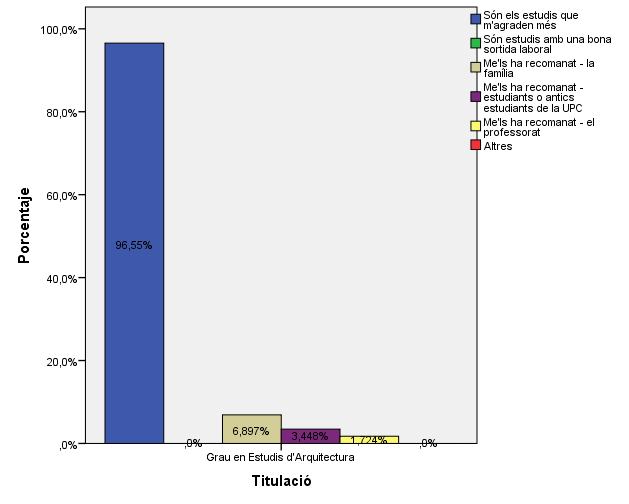 100,0%
80,0%
60,0%
40,0%
20,0%
,0%
Porcentaje
96,55%
,0%
6,897%
3,448%
1,724%
,0%
Grau en Estudis d'Arquitectura
Titulació
Són els estudis que
m'agraden més
Són estudis amb una bona
sortida laboral
Me'ls ha recomanat - la
família
Me'ls ha recomanat -
estudiants o antics
estudiants de la UPC
Me'ls ha recomanat - el
professorat
Altres